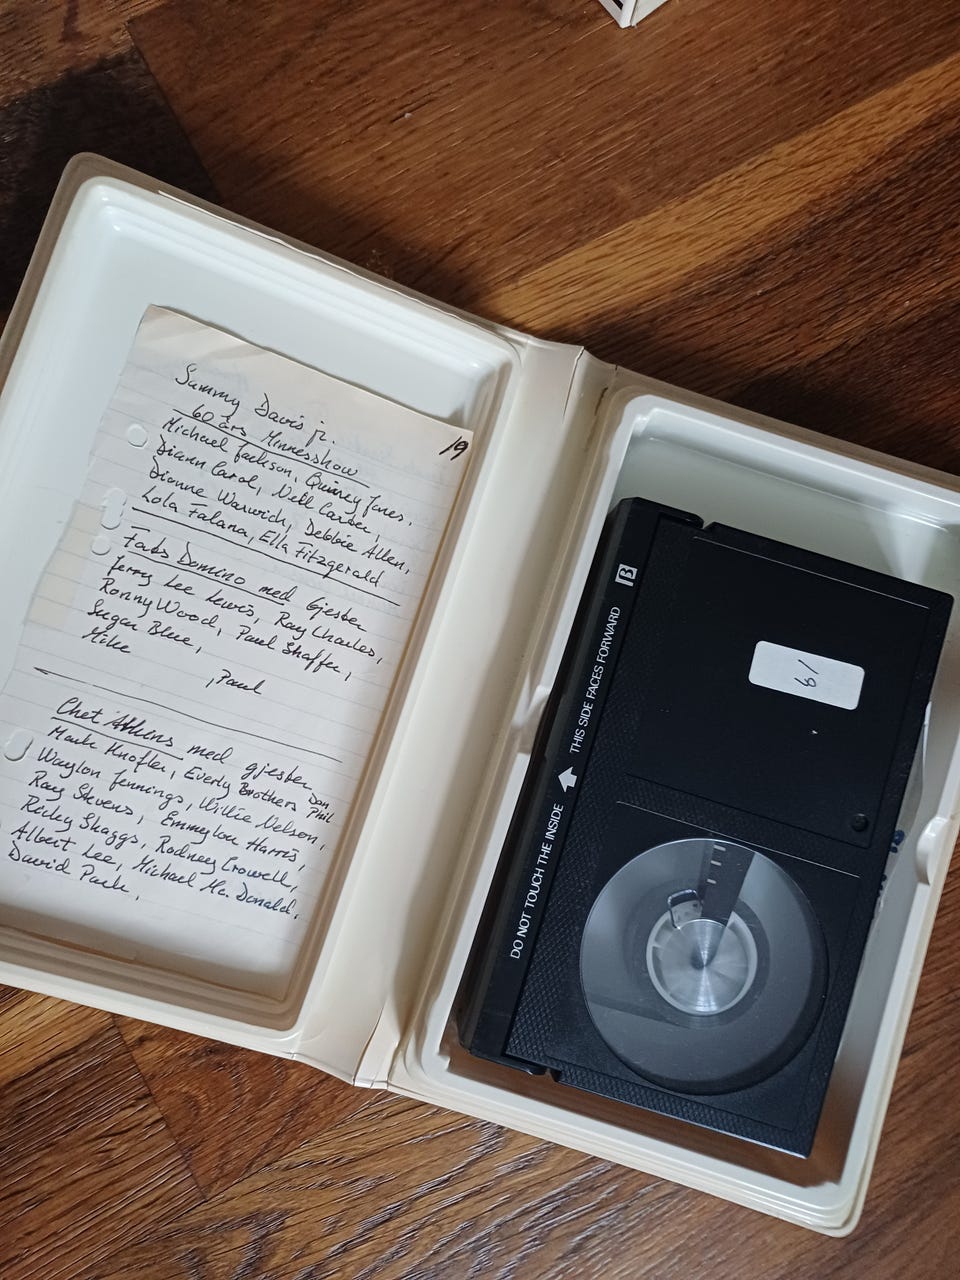 Sammy Davis jr.
60 års Minnesshow
19
Michael Jackson, Quincy Jones,
Diann Carol, Nell Carter,
Dionne Warwich, Debbie Allen,
Lola Falana, Ella Fitzgerald
Fats Domino med Gjester
Jerry Lee Lewis, Ray Charles,
Ronny Wood, Paul Shaffer,
Sugar Blue,
Mike
, Paul
Chet Atkins med gjester
Mark Knofler, Everly Brothers Don Phil
Waylon Jennings, Willie Nelson,
Ray Stevens, Emmylou Harris,
Ricky Skaggs, Rodney Crowell,
Albert Lee, Michael Mc. Donald.
David Pack,
β
DO NOT TOUCH THE INSIDE THIS SIDE FACES FORWARD
19